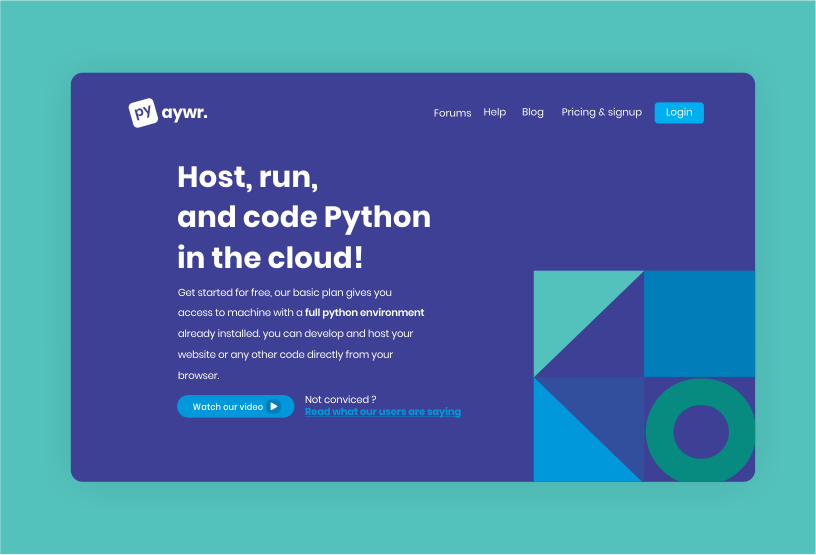 py aywr.
Forums Help Blog Pricing & signup Login
Host, run,
and code Python
in the cloud!
Get started for free, our basic plan gives you
access to machine with a full python environment
already installed. you can develop and host your
website or any other code directly from your
browser.
Watch our video
Not conviced ?
Read what our users are saying